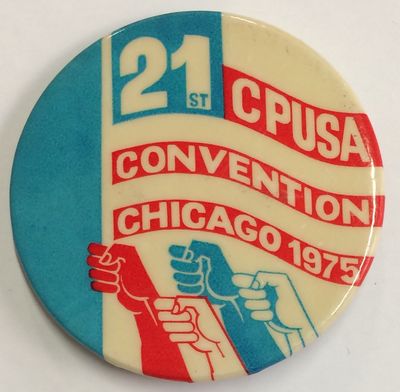 21ST
CPUSA
CONVENTION
CHICAGO 1975